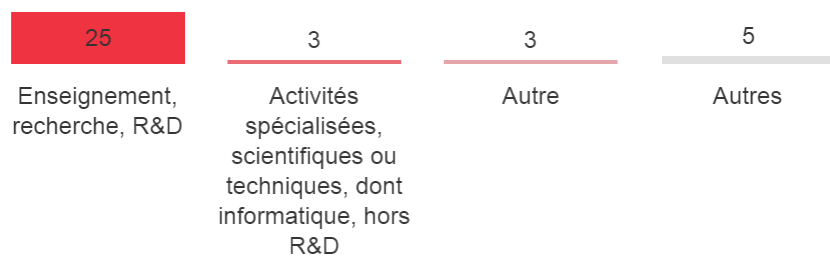 25
Enseignement,
recherche, R&D
3
Activités
spécialisées,
scientifiques ou
techniques, dont
informatique, hors
R&D
3
Autre
5
Autres